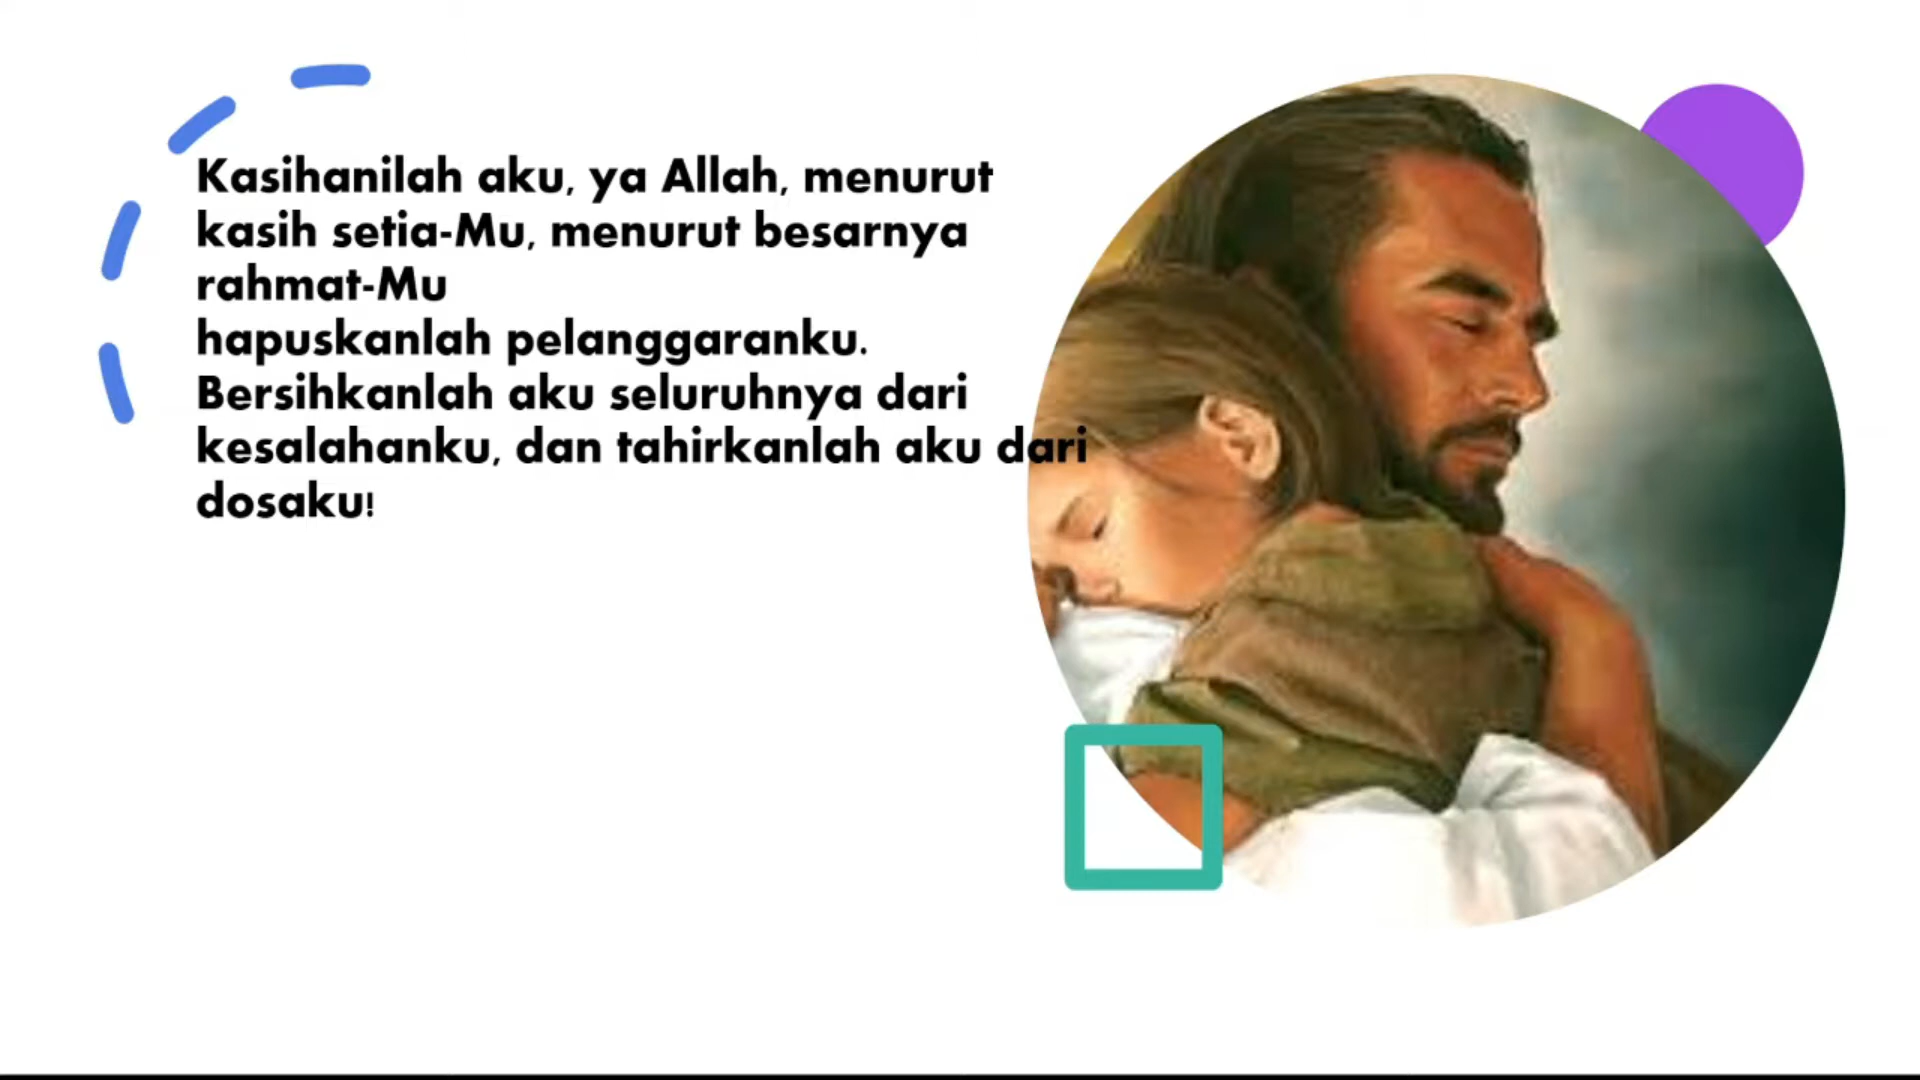 Kasihanilah aku, ya Allah, menurut
kasih setia-Mu, menurut besarnya
rahmat-Mu
hapuskanlah pelanggaranku.
Bersihkanlah aku seluruhnya dari
kesalahanku, dan tahirkanlah aku dari
dosaku!